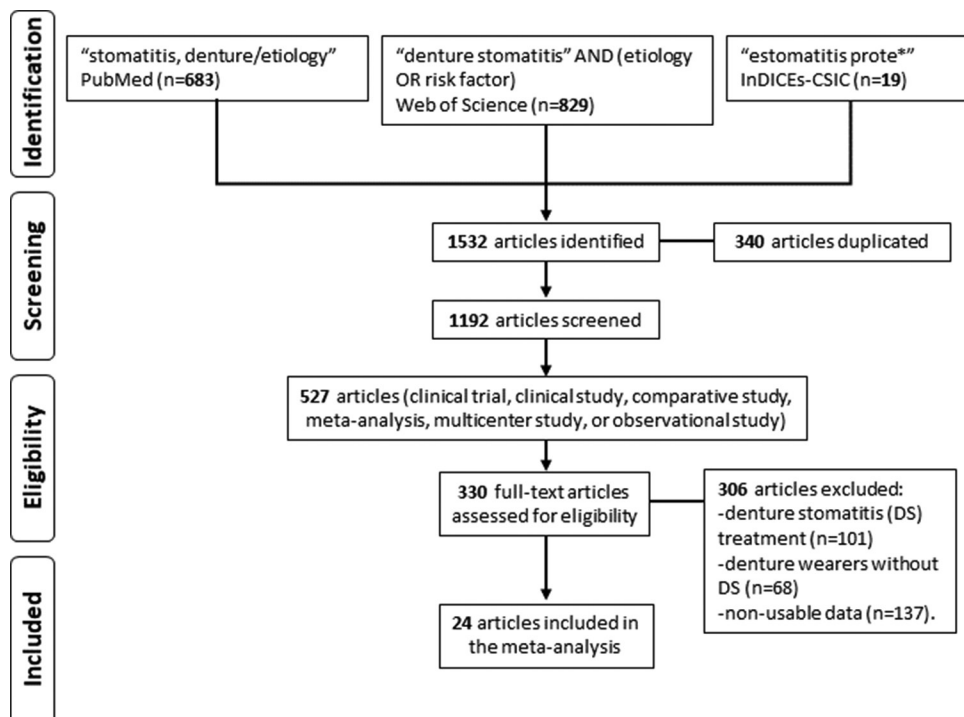 Identification
"stomatitis, denture/etiology"
PubMed (n=683)
"denture stomatitis" AND (etiology
OR risk factor)
Web of Science (n=829)
"estomatitis prote*"
InDICEs-CSIC (n=19)
Screening
1532 articles identified
340 articles duplicated
1192 articles screened
Eligibility
527 articles (clinical trial, clinical study, comparative study,
meta-analysis, multicenter study, or observational study)
330 full-text articles
assessed for eligibility
306 articles excluded:
-denture stomatitis (DS)
treatment (n=101)
-denture wearers without
DS (n=68)
-non-usable data (n=137).
Included
24 articles included in
the meta-analysis